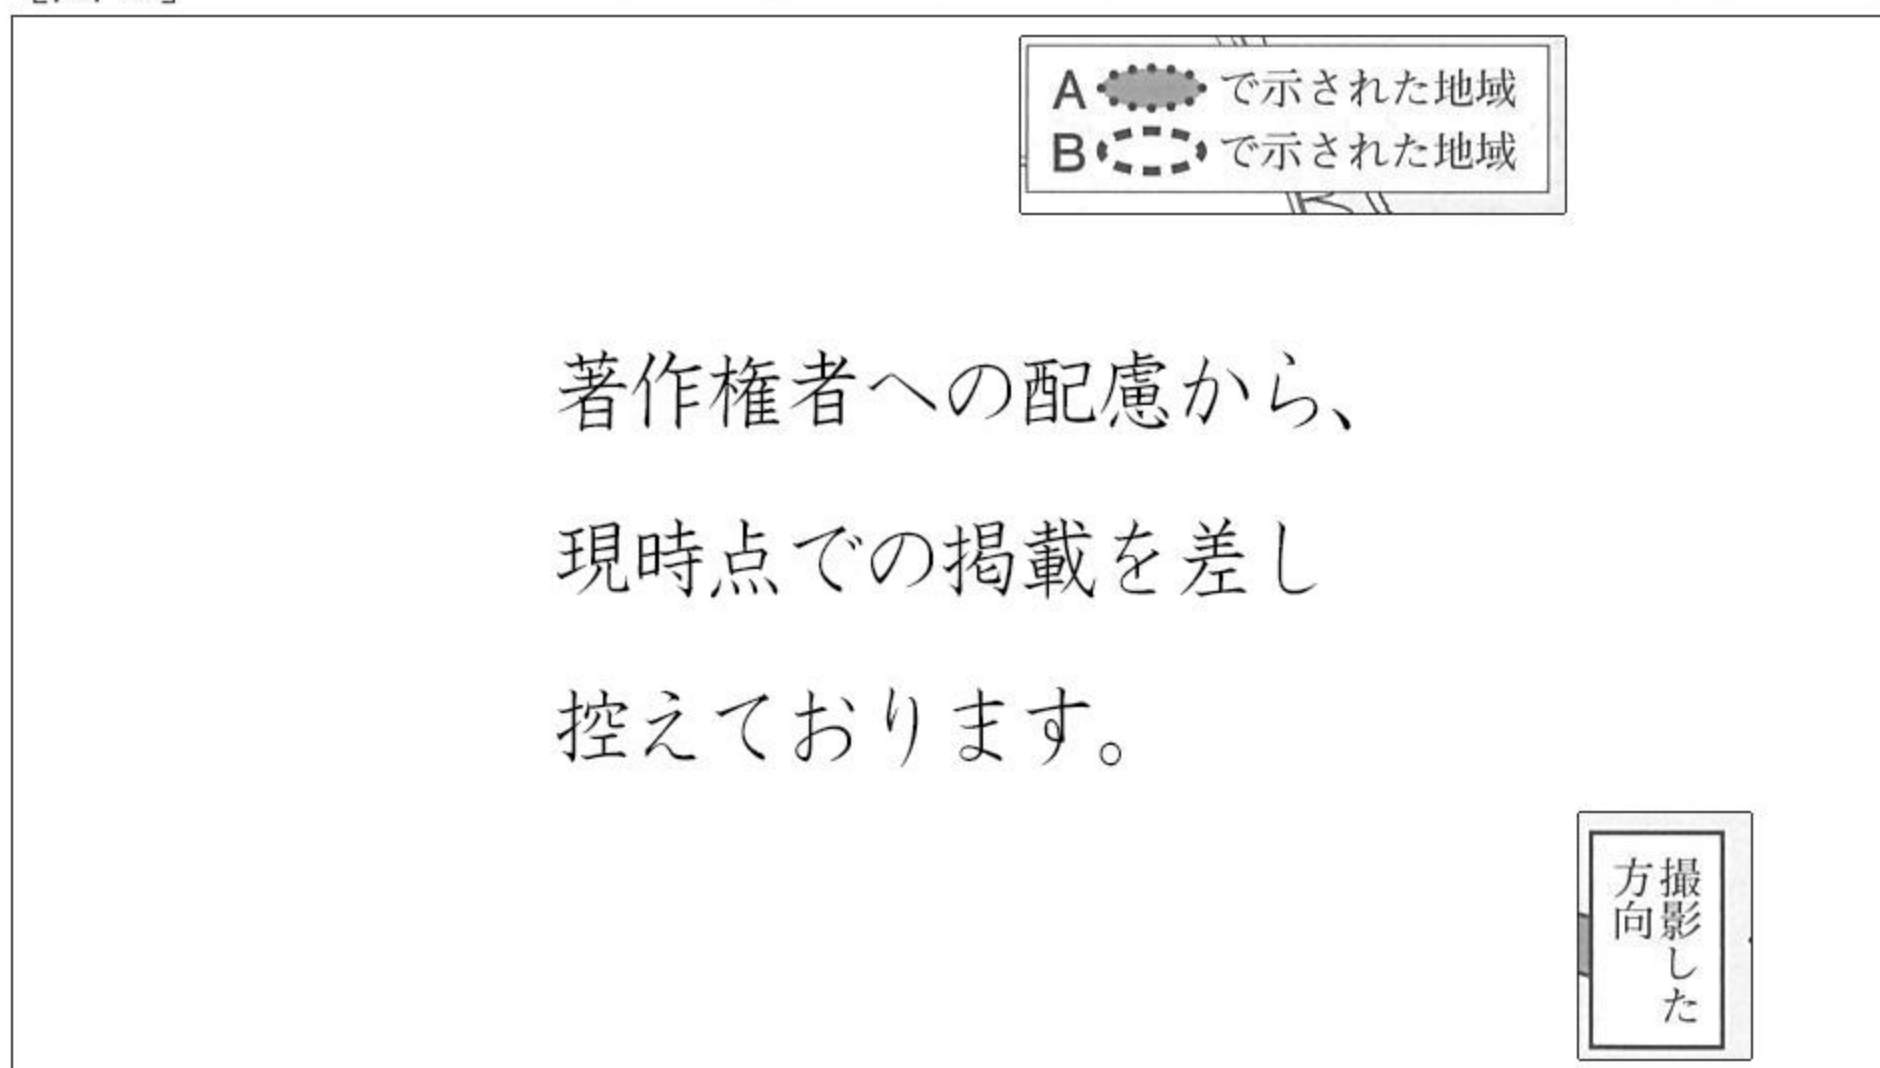 Aで示された地域
Bで示された地域
著作権者への配慮から、
現時点での掲載を差し
控えております。
撮影した
方向